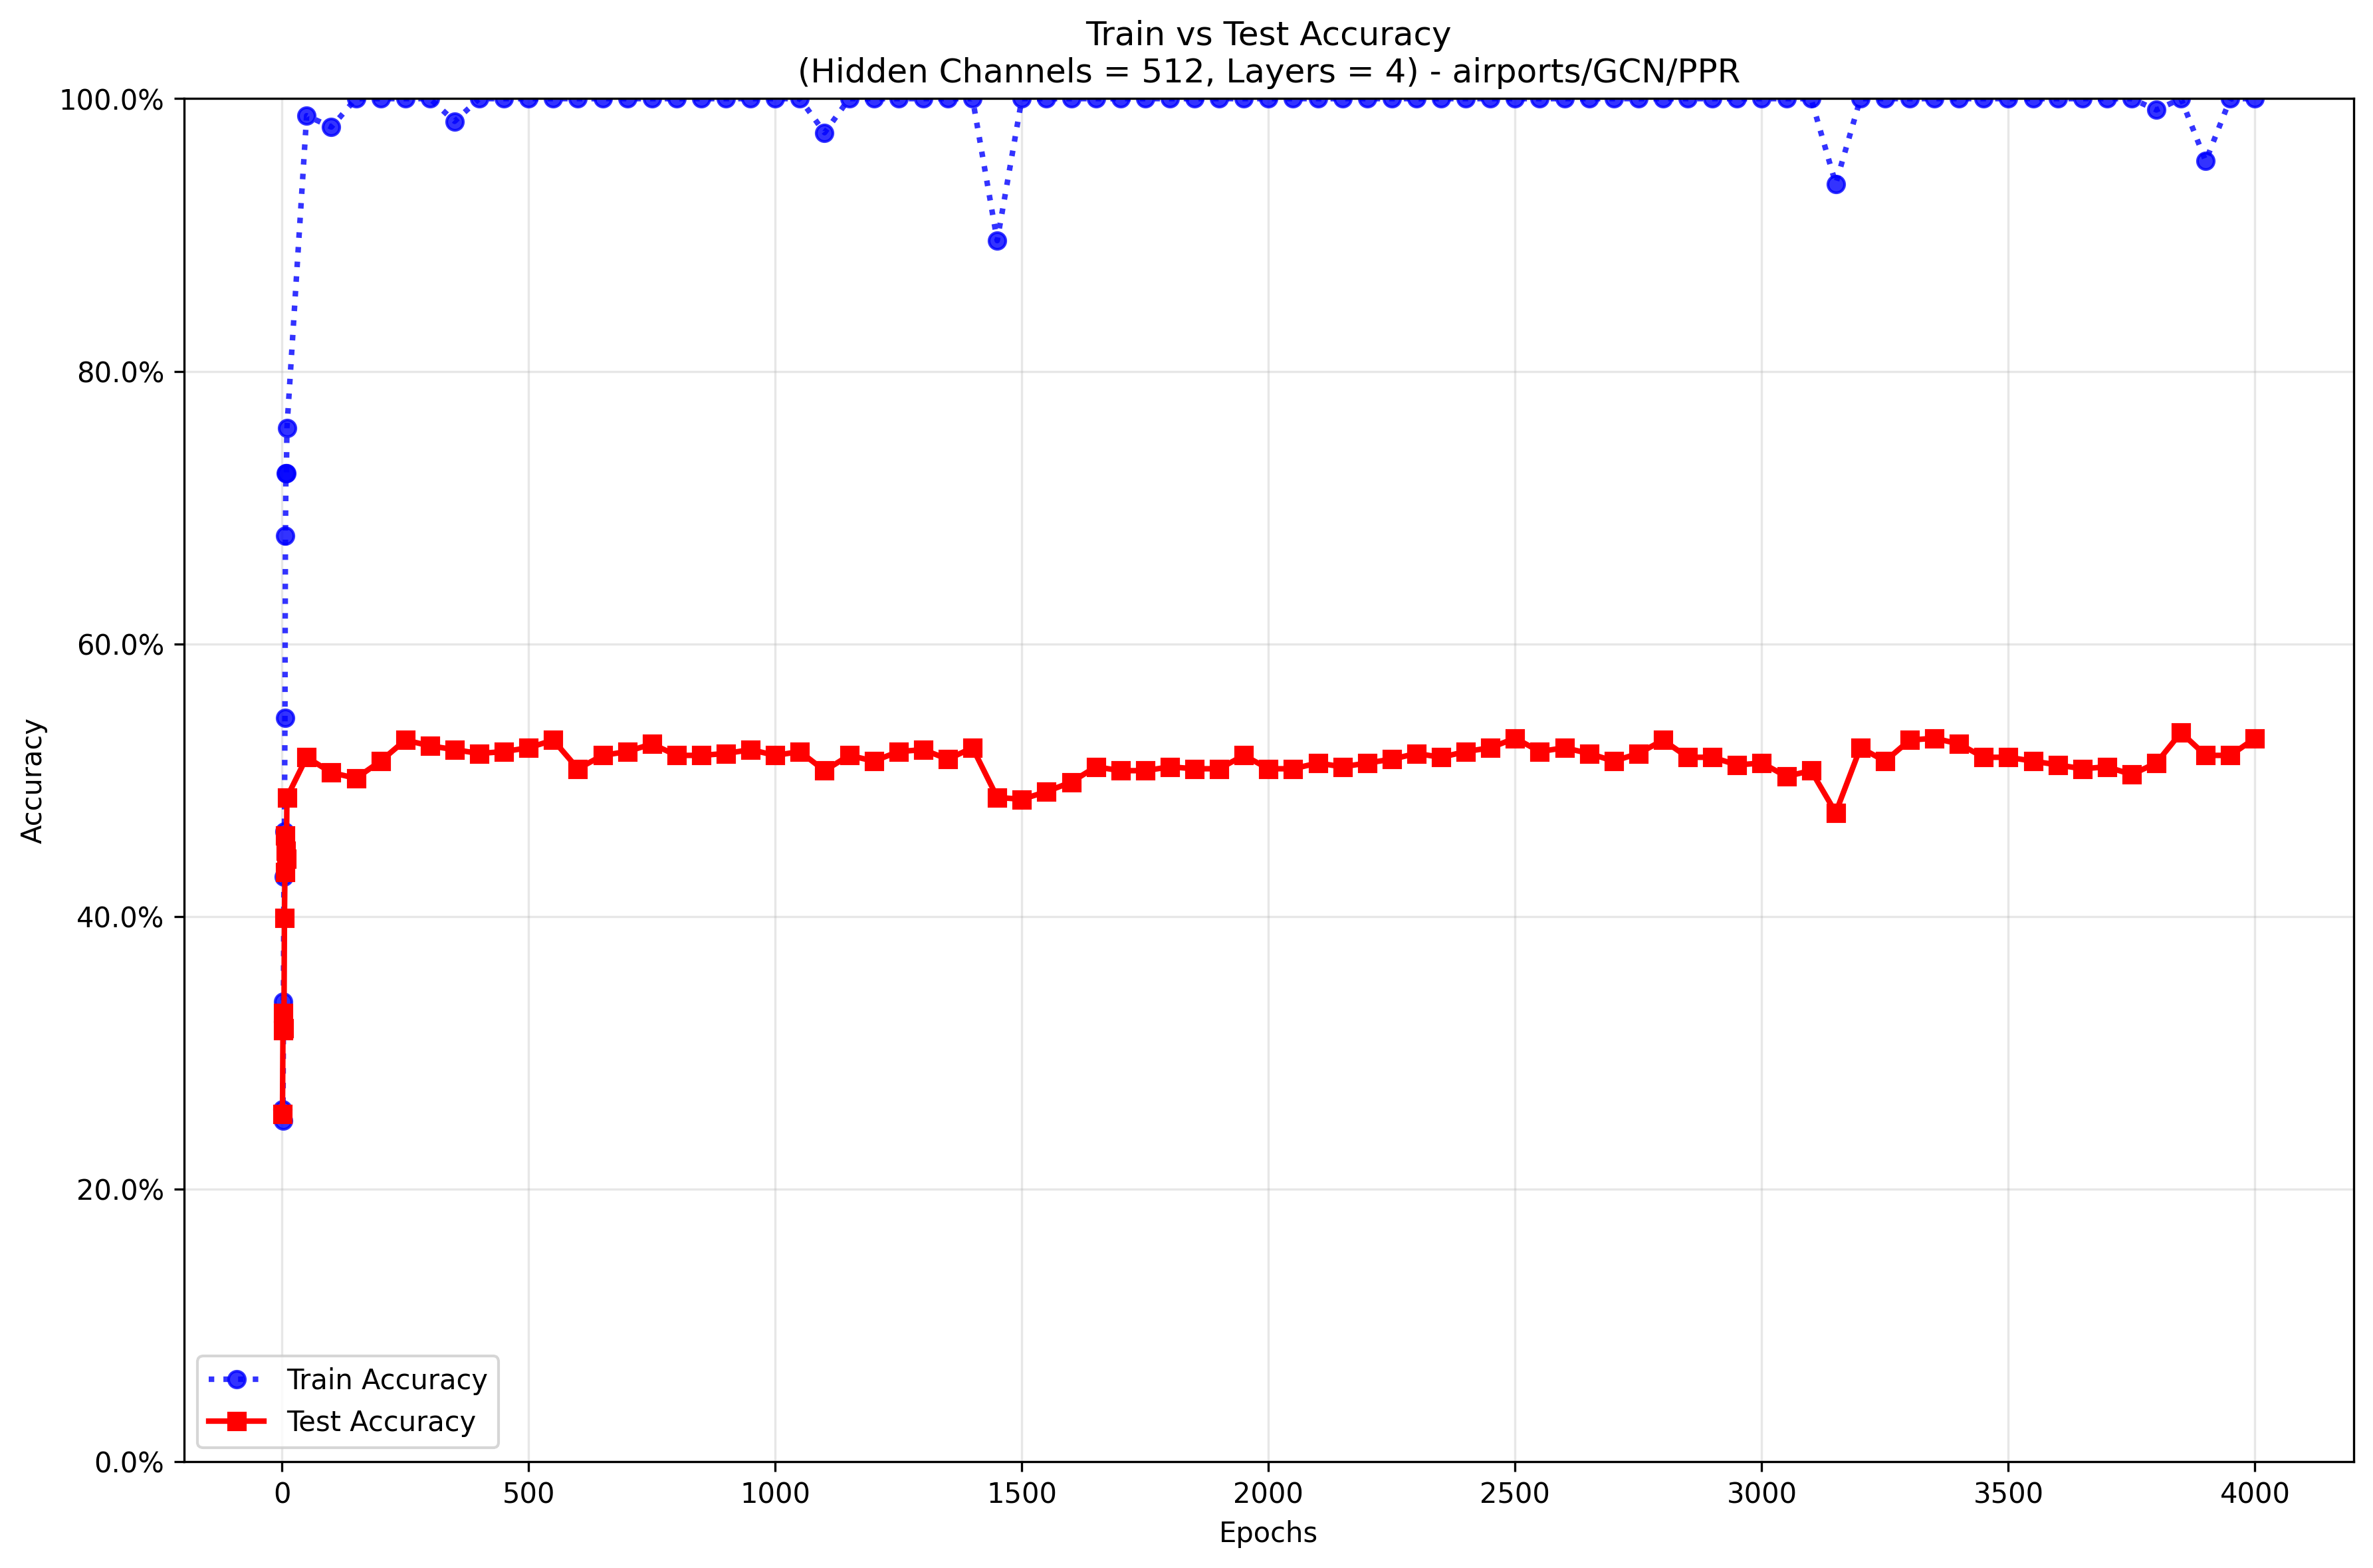 Train vs Test Accuracy
(Hidden Channels = 512, Layers = 4) - airports/GCN/PPR
100.0%
80.0%
60.0%
40.0%
20.0%
0.0%
Accuracy
Train Accuracy
Test Accuracy
0 500 1000 1500 2000 2500 3000 3500 4000
Epochs